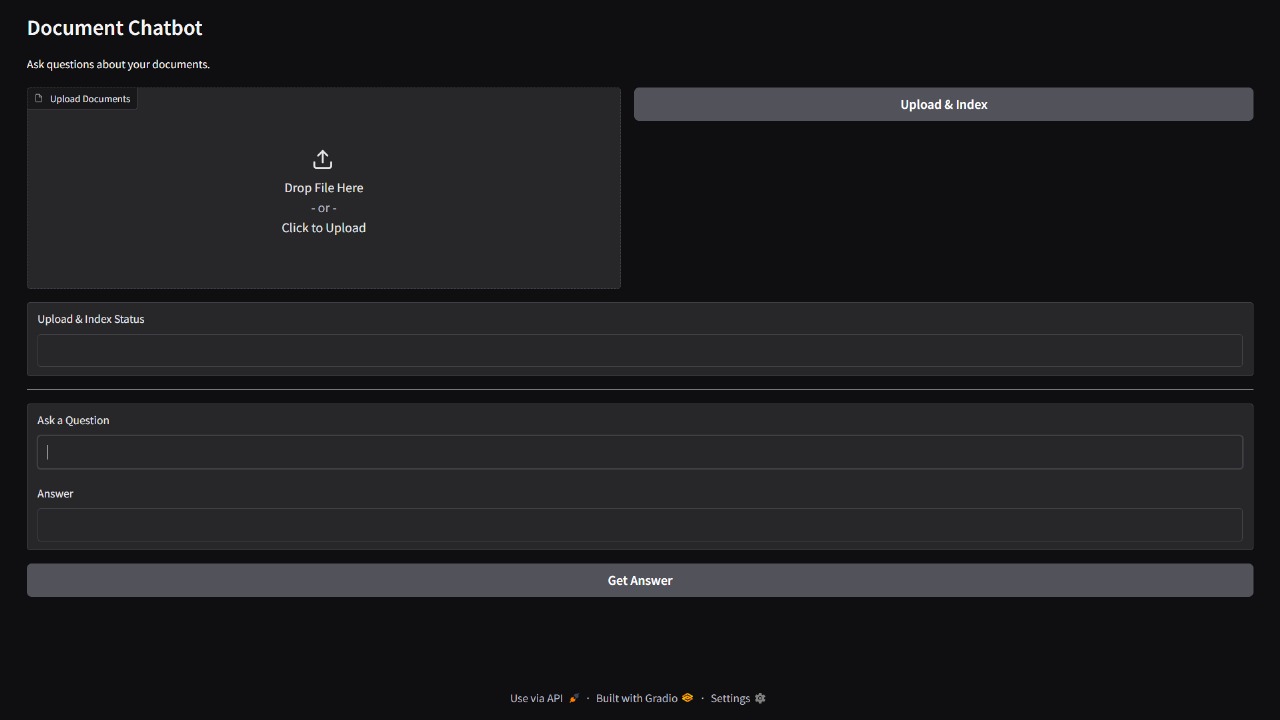 Document Chatbot
Ask questions about your documents.
Upload Documents
Upload & Index
Drop File Here
- or -
Click to Upload
Upload & Index Status
Ask a Question
Answer
Get Answer
Use via API · Built with Gradio · Settings